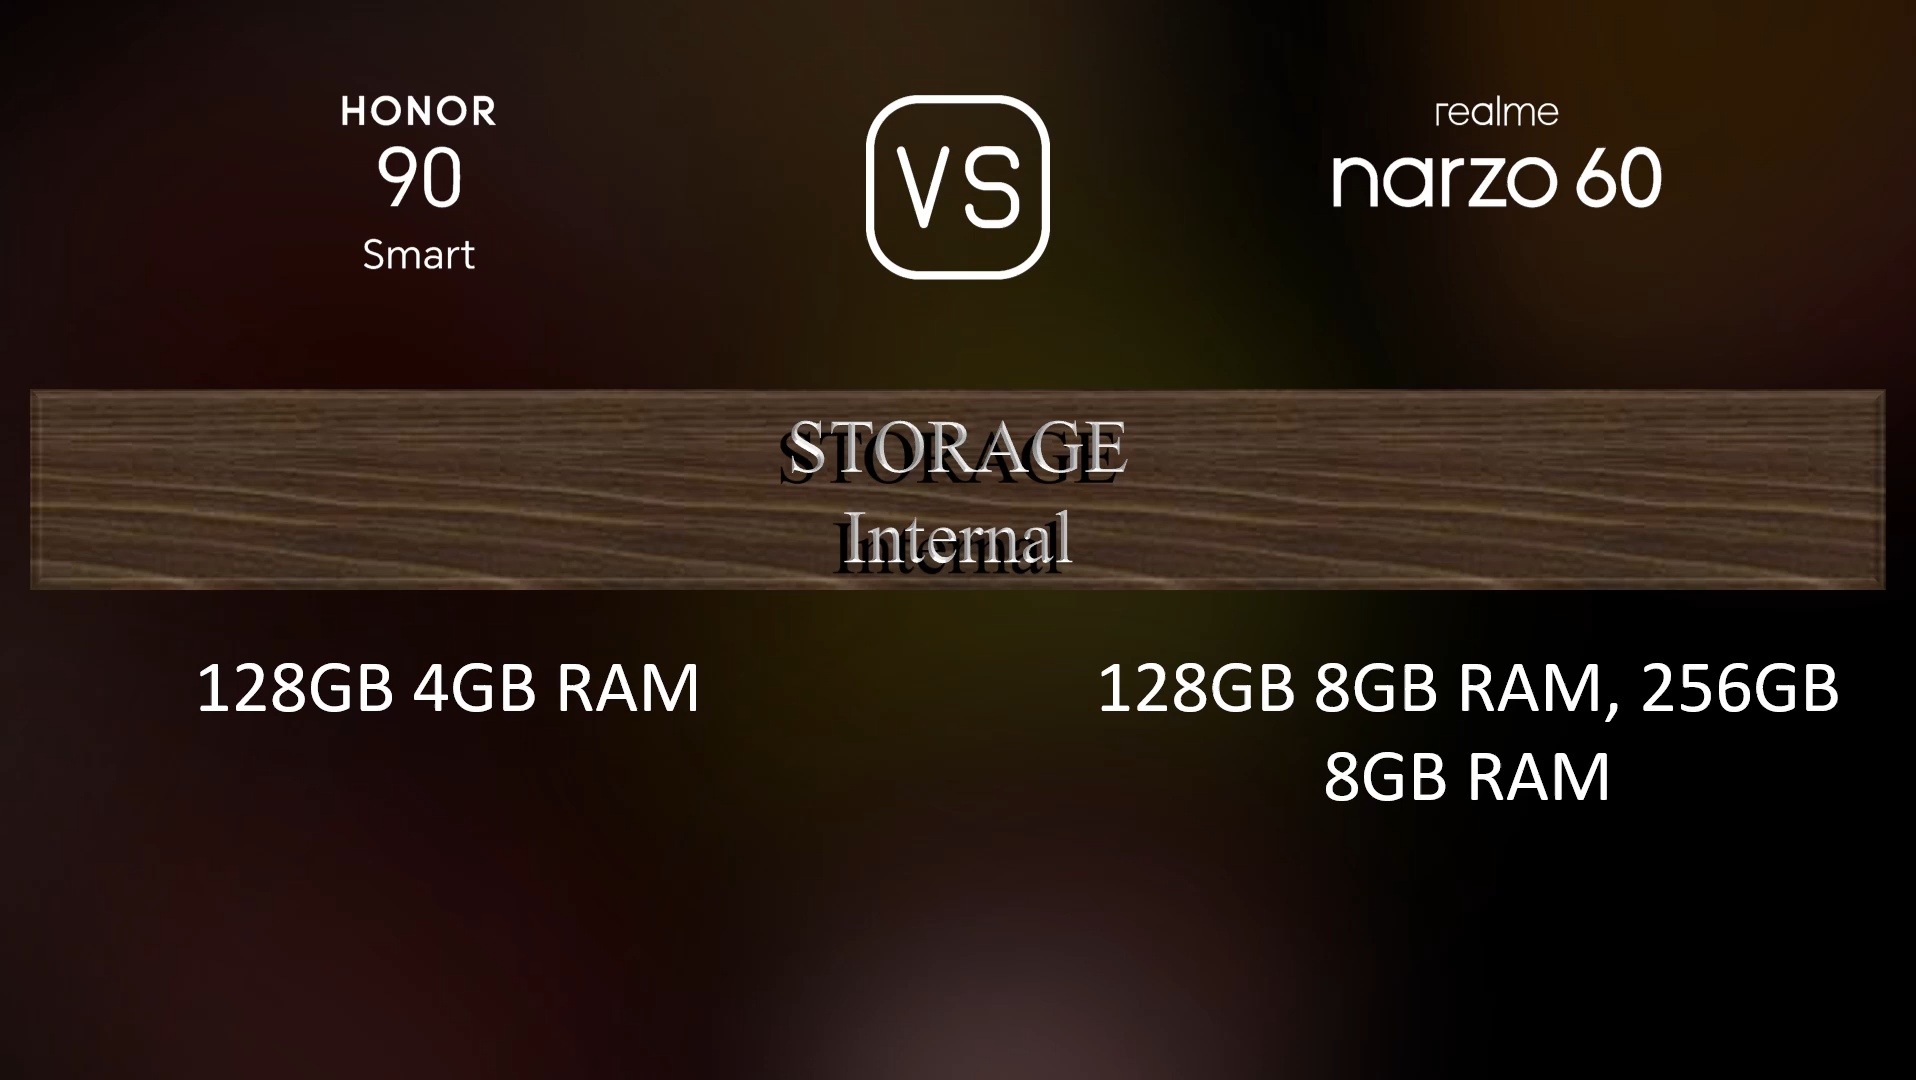 HONOR
90
Smart
VS
realme
narzo 60
STORAGE
Internal
128GB 4GB RAM
128GB 8GB RAM, 256GB
8GB RAM